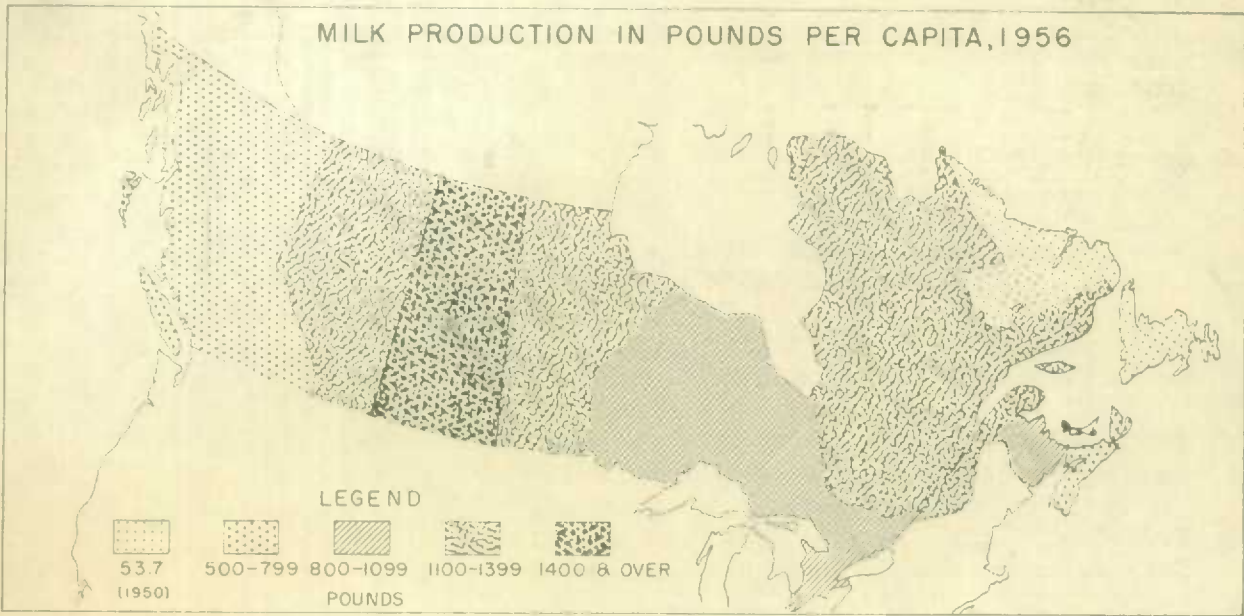 MILK PRODUCTION IN POUNDS PER CAPITA, 1956
LEGEND
53.7 500-799 800-1099 1100-1399 1400 & OVER
(1950) POUNDS